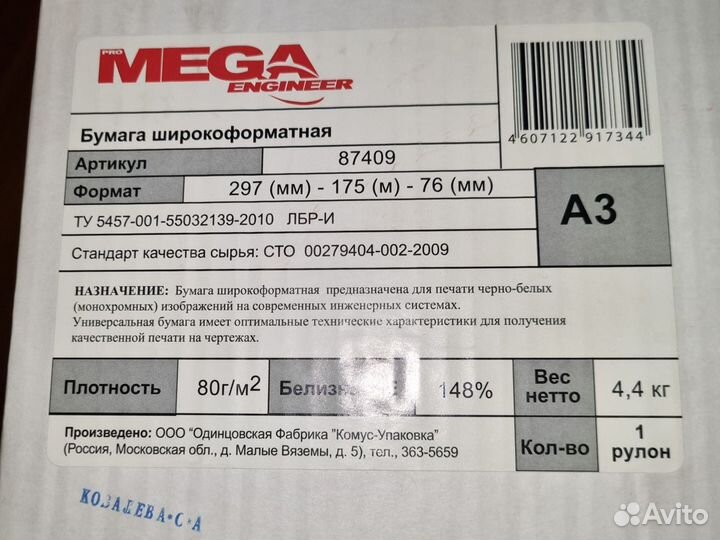 PRO MEGA
ENGINEER
4607122 917344
Бумага широкоформатная
Артикул 87409
Формат 297 (мм) - 175 (м) - 76 (мм)
A3
ТУ 5457-001-55032139-2010 ЛБР-И
Стандарт качества сырья: СТО 00279404-002-2009
НАЗНАЧЕНИЕ: Бумага широкоформатная предназначена для печати черно-белых
(монохромных) изображений на современных инженерных системах.
Универсальная бумага имеет оптимальные технические характеристики для получения
качественной печати на чертежах.
Плотность 80г/м2 148% Вес нетто 4,4 кг
Произведено: ООО "Одинцовская Фабрика "Комус-Упаковка"
(Россия, Московская обл., д. Малые Вяземы, д. 5), тел., 363-5659
Кол-во 1 рулон
КОВАЛЕВА•С•А
Avito